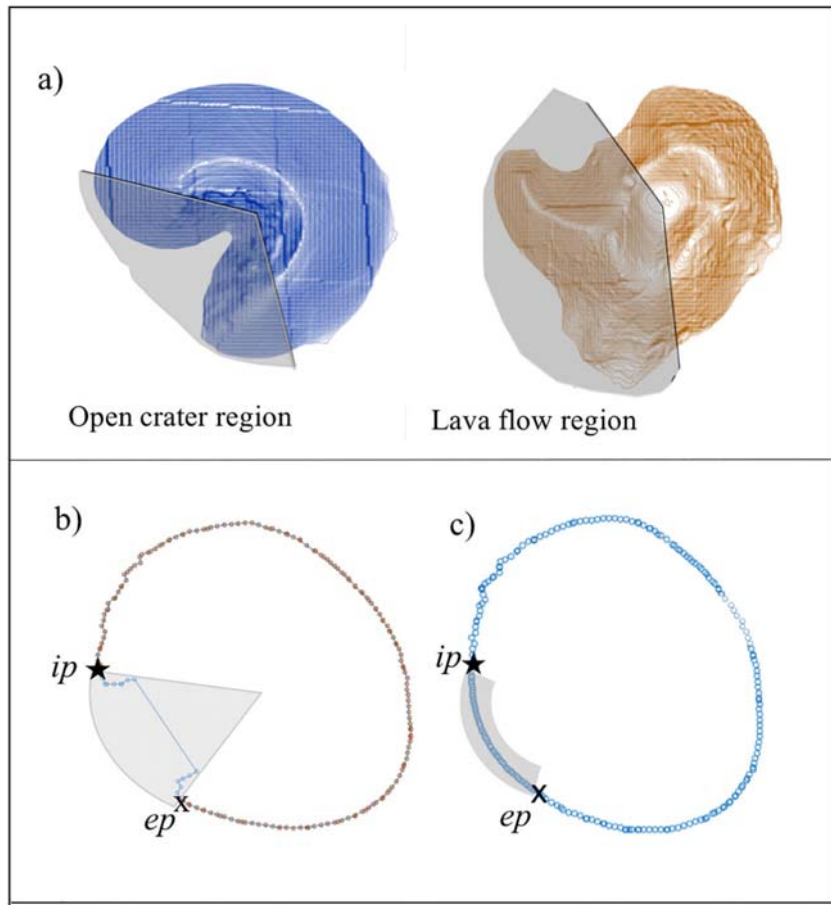 a)
Open crater region
Lava flow region
b)
c)
ip
ip
ep
x
ep
x